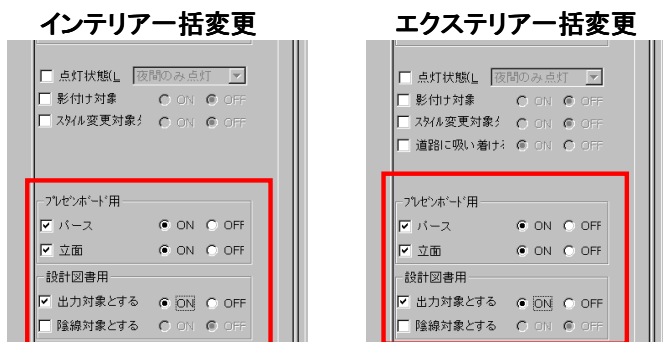 インテリア一括変更
点灯状態(L 夜間のみ点灯
影付け対象 ON OFF
スタイル変更対象 ON OFF
プレゼンボード用
パース ON OFF
立面 ON OFF
設計図書用
出力対象とする ON OFF
陰線対象とする ON OFF
エクステリア一括変更
点灯状態(L 夜間のみ点灯
影付け対象 ON OFF
スタイル変更対象 ON OFF
道路に吸い着ける ON OFF
プレゼンボード用
パース ON OFF
立面 ON OFF
設計図書用
出力対象とする ON OFF
陰線対象とする ON OFF